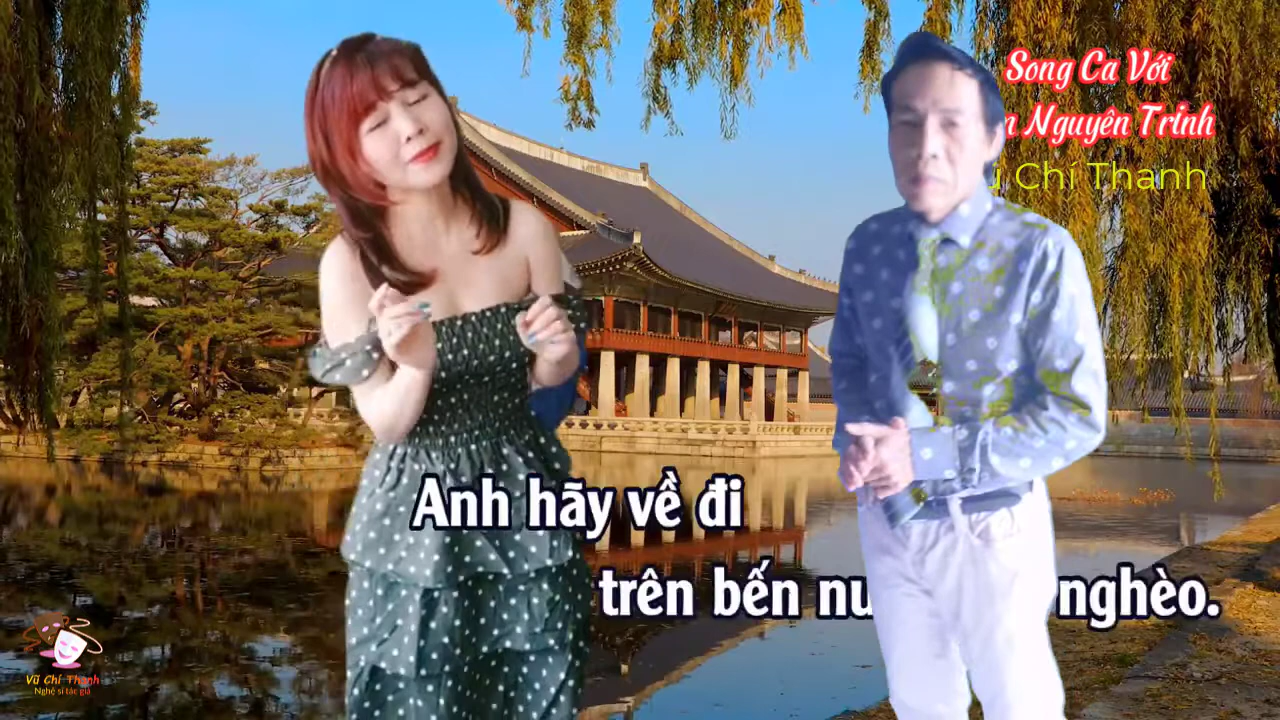 Song Ca Với
Nguyên Trinh
Chí Thanh
Anh hãy về đi
trên bến nghèo.
Vũ Chí Thanh
Nghệ sĩ tác giả